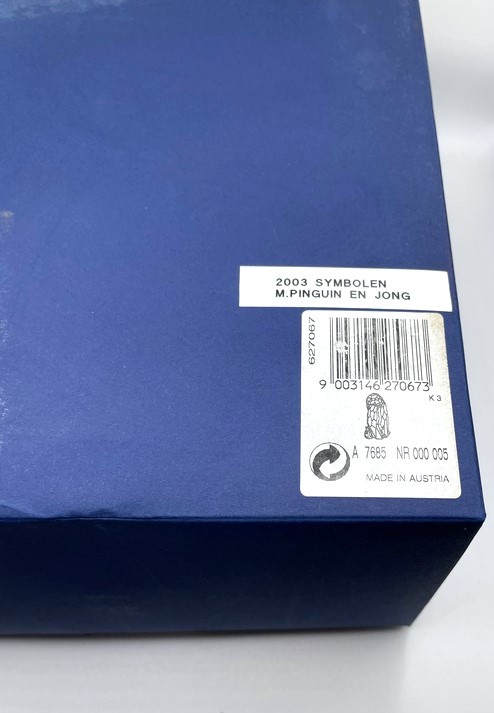 2003 SYMBOLEN
M.PINGUIN EN JONG
627067
9 003146 270673
K3
A 7685 NR 000 005
MADE IN AUSTRIA